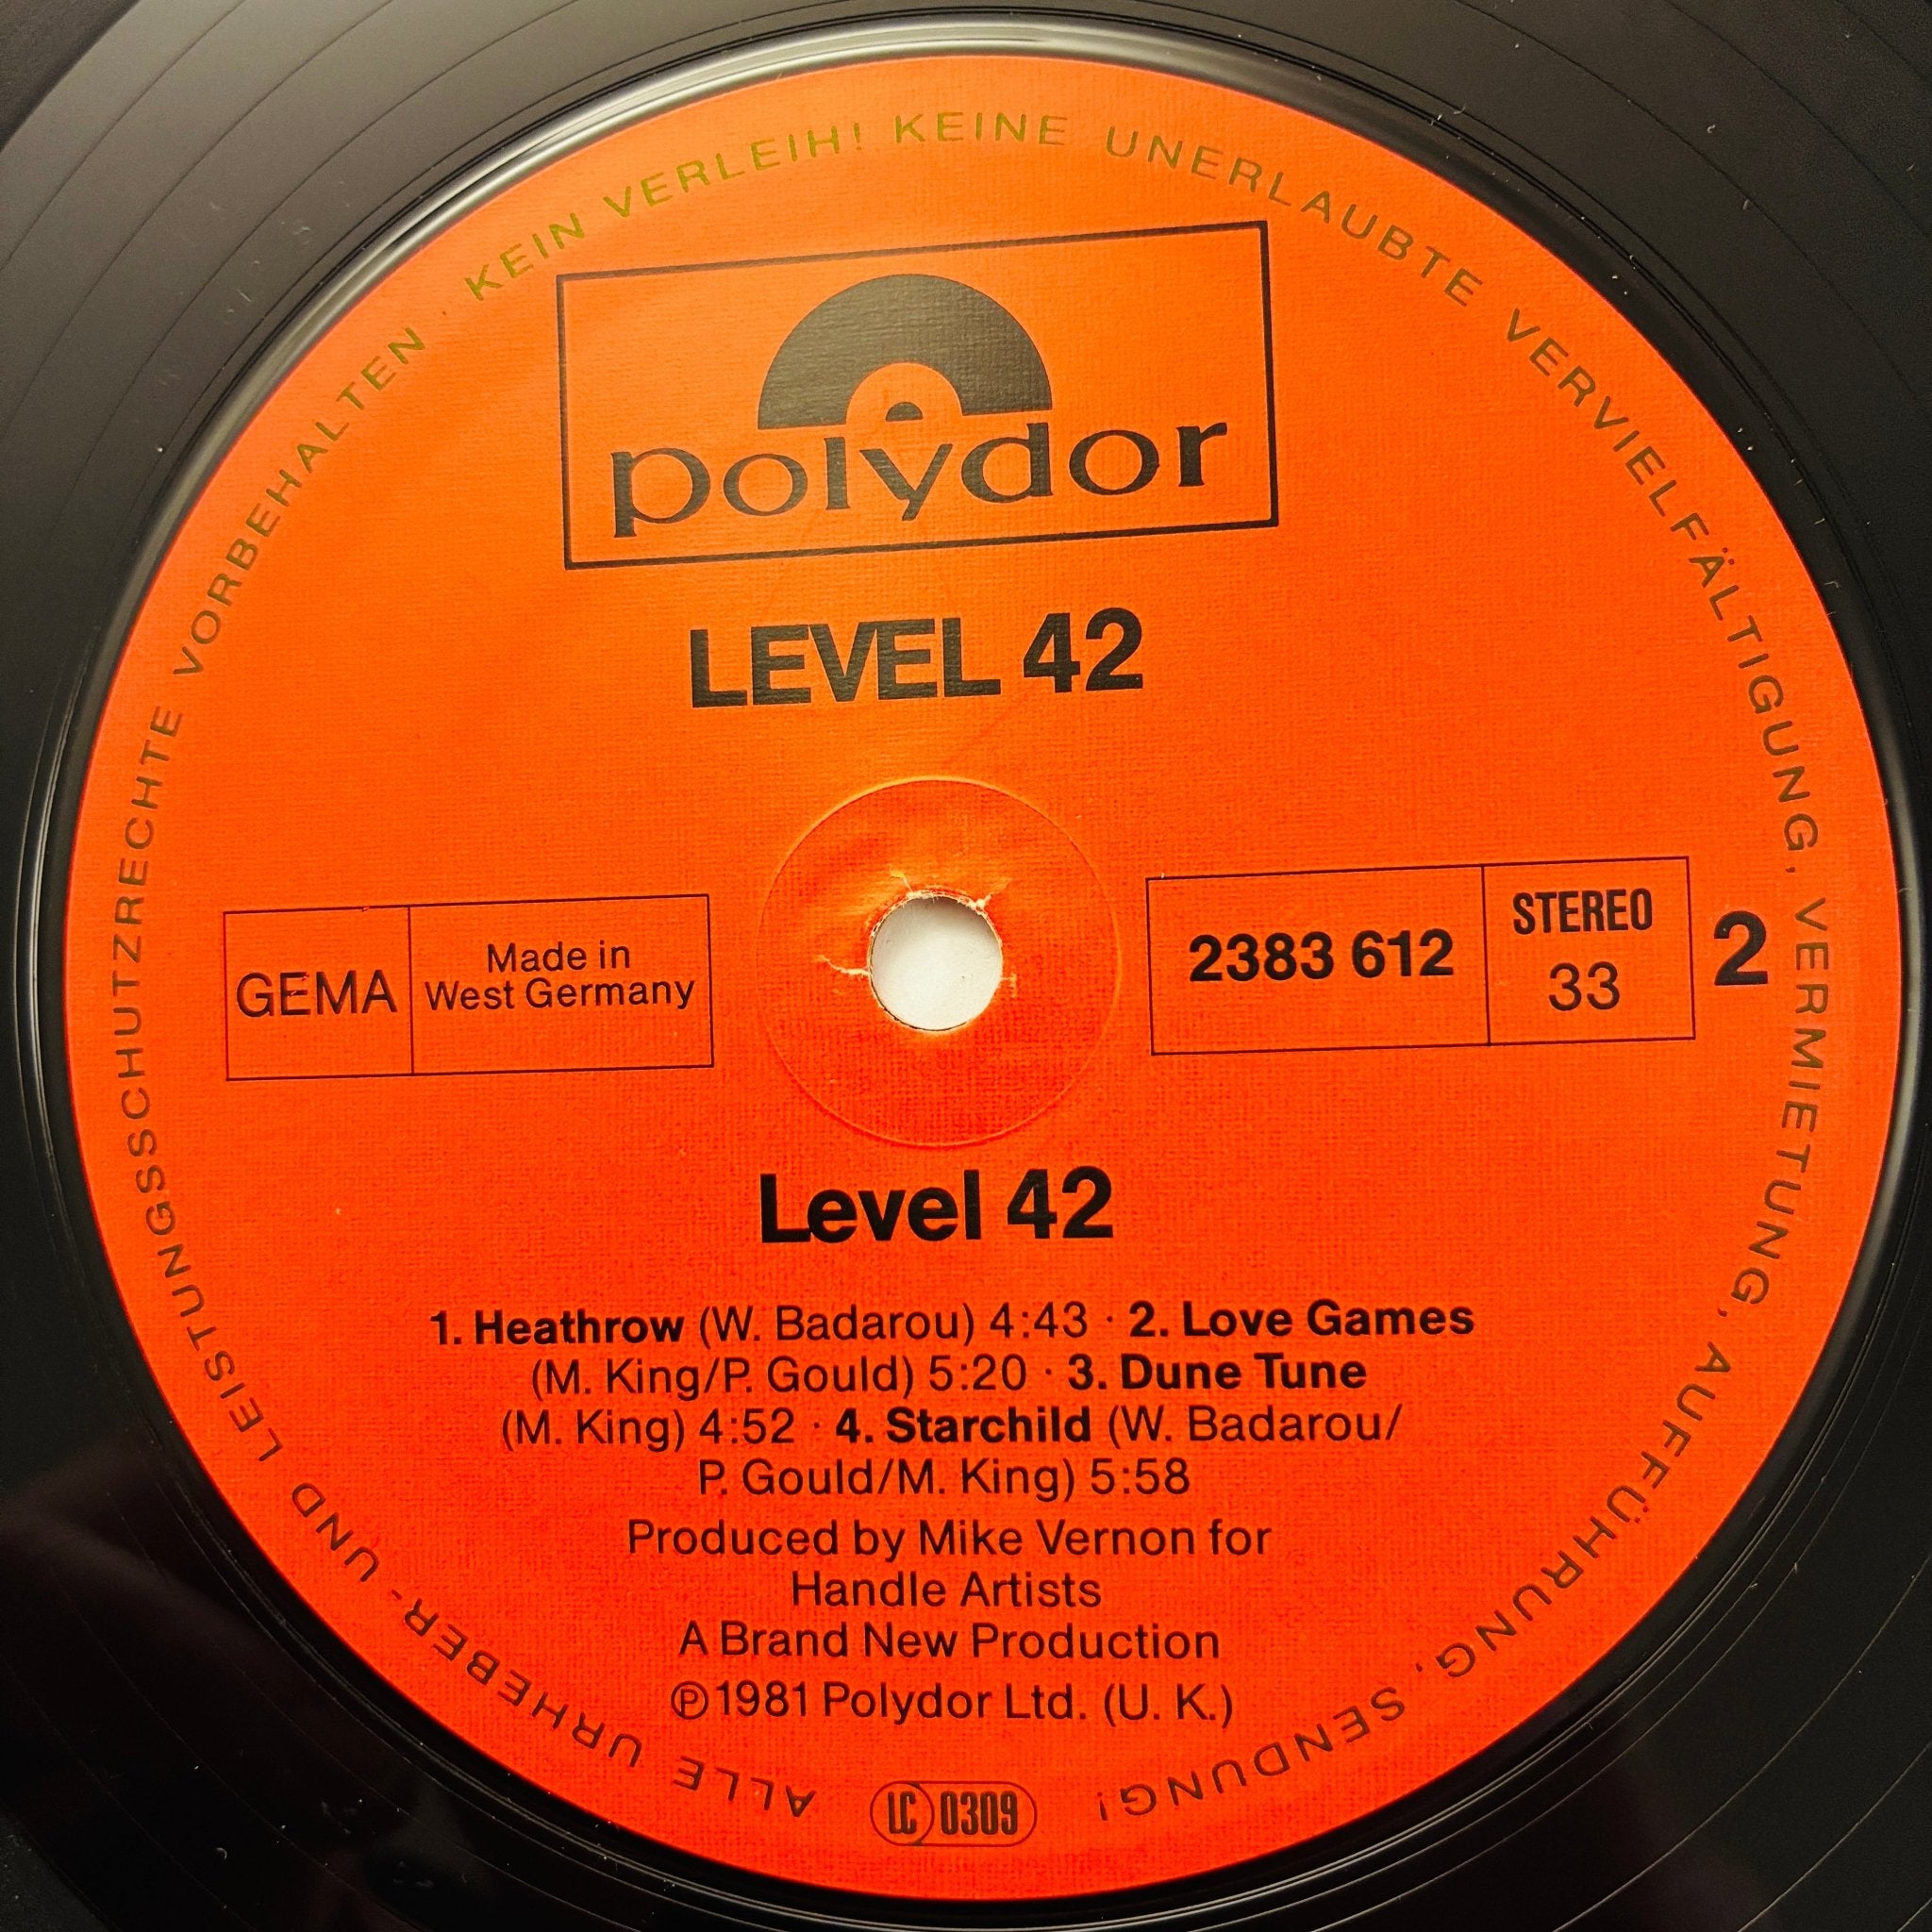 ALLE URHEBER- UND LEISTUNGSSCHUTZRECHTE VORBEHALTEN · KEIN VERLEIH! KEINE UNERLAUBTE VERVIELFÄLTIGUNG, VERMIETUNG, AUFFÜHRUNG, SENDUNG!
polydor
LEVEL 42
GEMA
Made in
West Germany
2383 612
STEREO
33
2
Level 42
1. Heathrow (W. Badarou) 4:43 · 2. Love Games
(M. King/P. Gould) 5:20 · 3. Dune Tune
(M. King) 4:52 · 4. Starchild (W. Badarou/
P. Gould/M. King) 5:58
Produced by Mike Vernon for
Handle Artists
A Brand New Production
℗1981 Polydor Ltd. (U. K.)
LC 0309